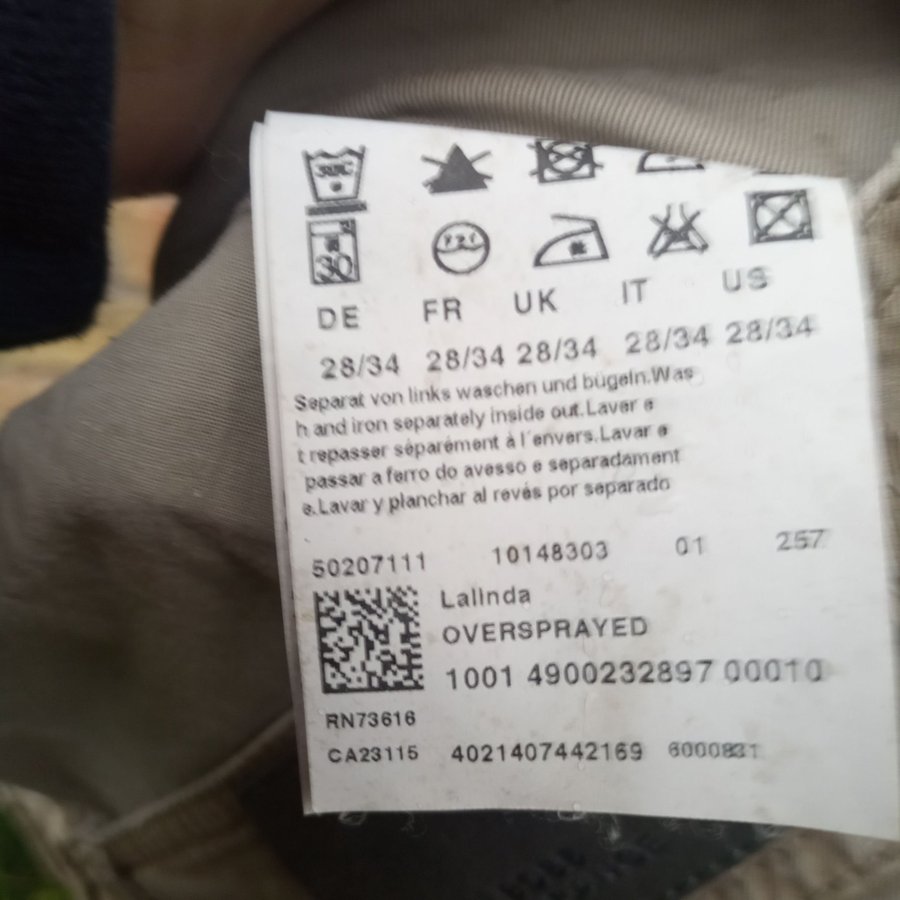 30°C
30
DE FR UK IT US
28/34 28/34 28/34 28/34 28/34
Separat von links waschen und bügeln.Was
h and iron separately inside out.Laver e
t repasser séparément à l´envers.Lavar e
passar a ferro do avesso e separadament
e.Lavar y planchar al revés por separado
50207111 10148303 01 257
Lalinda
OVERSPRAYED
1001 4900232897 00010
RN73616
CA23115 4021407442169 6000831